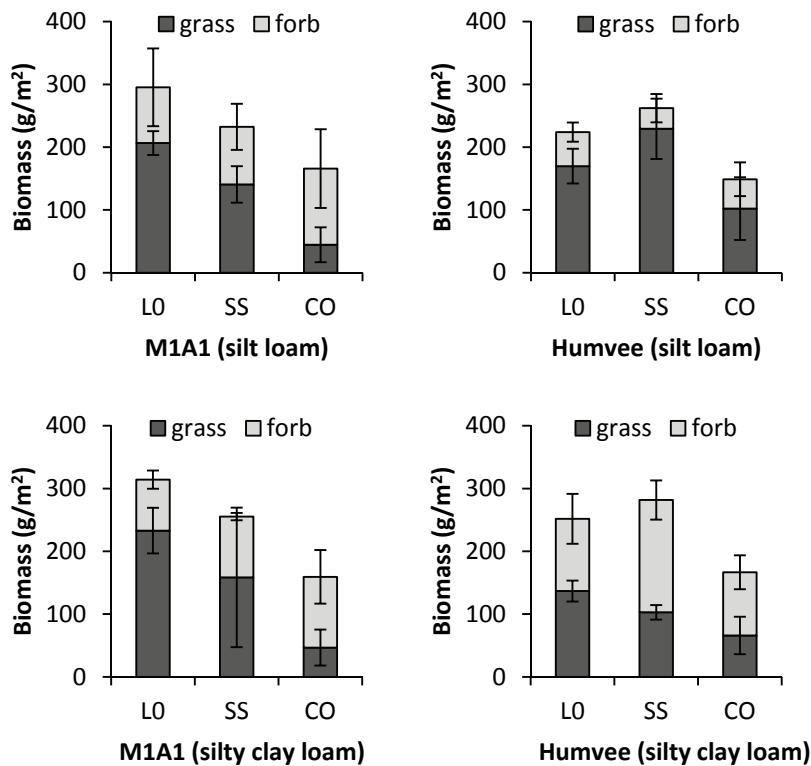 400
300
200
100
0
Biomass (g/m²)
grass forb
L0 SS CO
M1A1 (silt loam)
400
300
200
100
0
Biomass (g/m²)
grass forb
L0 SS CO
Humvee (silt loam)
400
300
200
100
0
Biomass (g/m²)
grass forb
L0 SS CO
M1A1 (silty clay loam)
400
300
200
100
0
Biomass (g/m²)
grass forb
L0 SS CO
Humvee (silty clay loam)